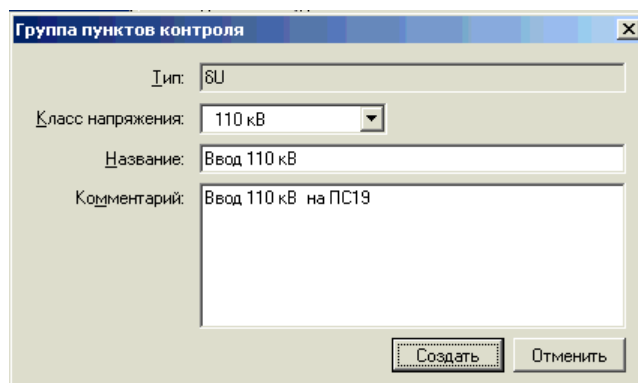 Группа пунктов контроля
Тип: δU
Класс напряжения: 110 кВ
Название: Ввод 110 кВ
Комментарий: Ввод 110 кВ на ПС19
Создать Отменить